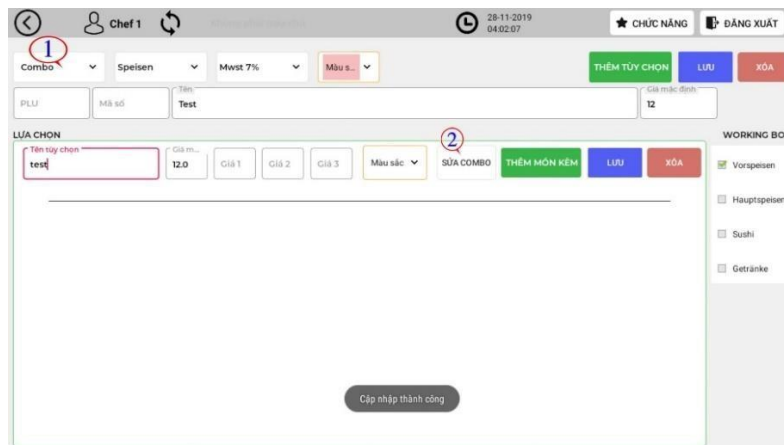 Chef 1
28-11-2019
04:02:07
CHỨC NĂNG
ĐĂNG XUẤT
1
Combo
Speisen
Mwst 7%
Màu s...
THÊM TÙY CHỌN
LƯU
XÓA
PLU
Mã số
Tên
Test
Giá mặc định
12
LỰA CHỌN
WORKING BO
Tên tùy chọn
test
Giá m...
12.0
Giá 1
Giá 2
Giá 3
Màu sắc
2
SỬA COMBO
THÊM MÓN KÈM
LƯU
XÓA
Vorspeisen
Hauptspeisen
Sushi
Getränke
Cập nhập thành công